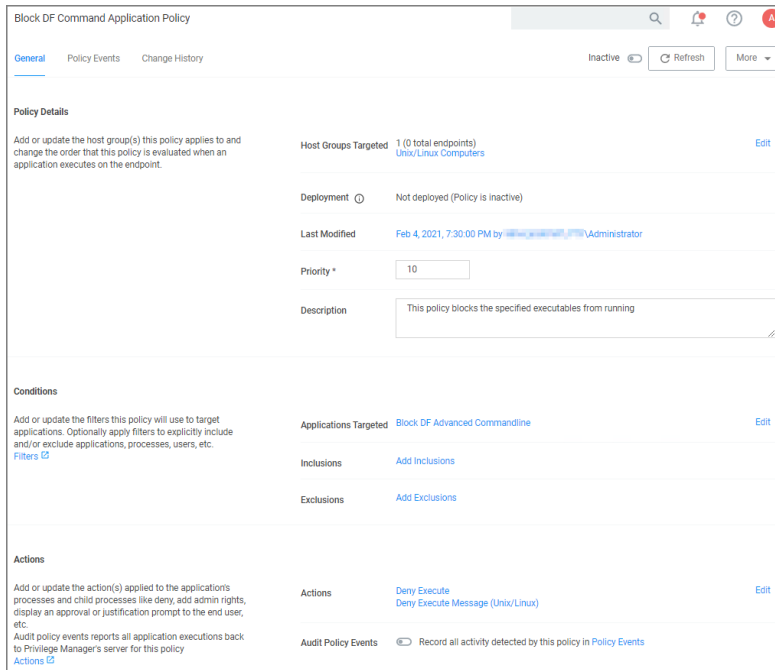 Block DF Command Application Policy
A
General Policy Events Change History
Inactive Refresh More
Policy Details
Add or update the host group(s) this policy applies to and
change the order that this policy is evaluated when an
application executes on the endpoint.
Host Groups Targeted 1 (0 total endpoints)
Unix/Linux Computers
Edit
Deployment Not deployed (Policy is inactive)
Last Modified Feb 4, 2021, 7:30:00 PM by \Administrator
Priority * 10
Description This policy blocks the specified executables from running
Conditions
Add or update the filters this policy will use to target
applications. Optionally apply filters to explicitly include
and/or exclude applications, processes, users, etc.
Filters
Applications Targeted Block DF Advanced Commandline Edit
Inclusions Add Inclusions
Exclusions Add Exclusions
Actions
Add or update the action(s) applied to the application's
processes and child processes like deny, add admin rights,
display an approval or justification prompt to the end user,
etc.
Audit policy events reports all application executions back
to Privilege Manager's server for this policy
Actions
Actions Deny Execute Edit
Deny Execute Message (Unix/Linux)
Audit Policy Events Record all activity detected by this policy in Policy Events